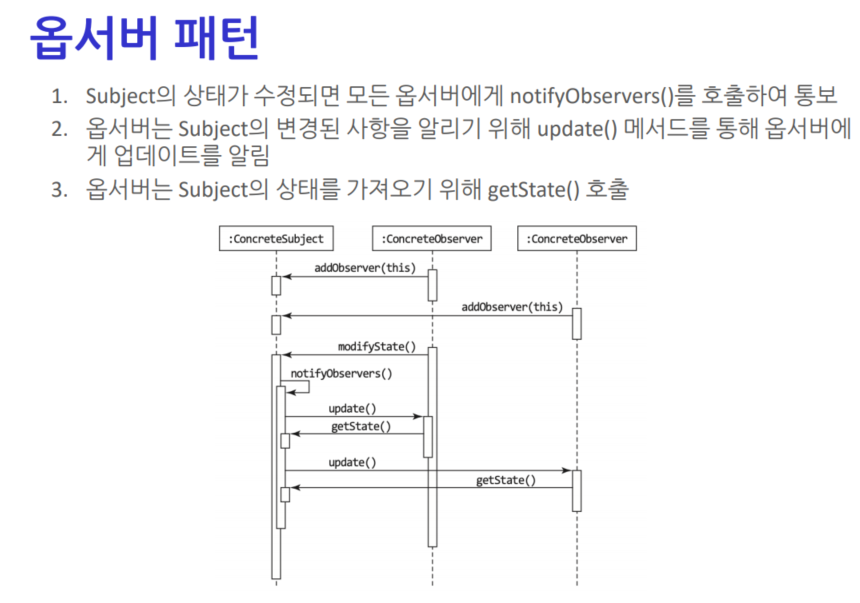 옵서버 패턴
1. Subject의 상태가 수정되면 모든 옵서버에게 notifyObservers()를 호출하여 통보
2. 옵서버는 Subject의 변경된 사항을 알리기 위해 update() 메서드를 통해 옵서버에
게 업데이트를 알림
3. 옵서버는 Subject의 상태를 가져오기 위해 getState() 호출
:ConcreteSubject
:ConcreteObserver
:ConcreteObserver
addObserver(this)
addObserver(this)
modifyState()
notifyObservers()
update()
getState()
update()
getState()